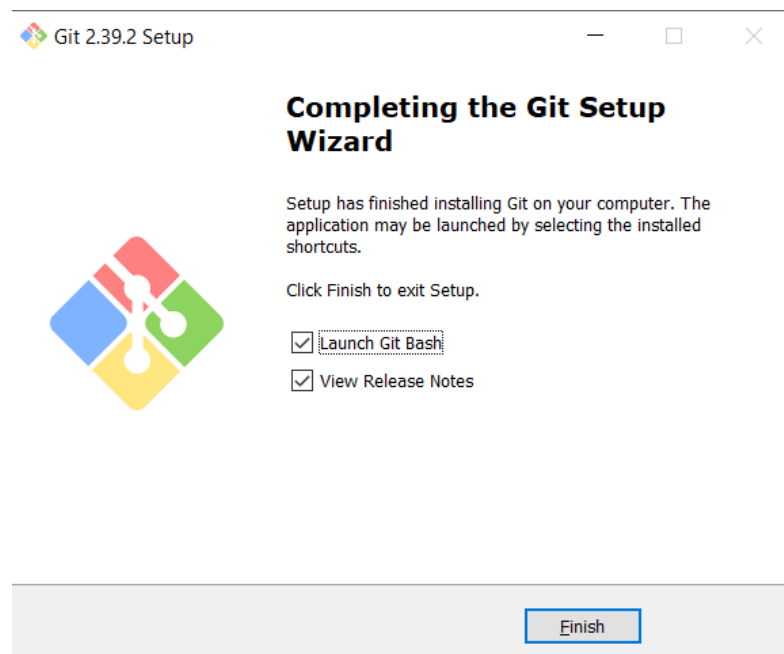 Git 2.39.2 Setup
Completing the Git Setup
Wizard
Setup has finished installing Git on your computer. The
application may be launched by selecting the installed
shortcuts.
Click Finish to exit Setup.
Launch Git Bash
View Release Notes
Finish